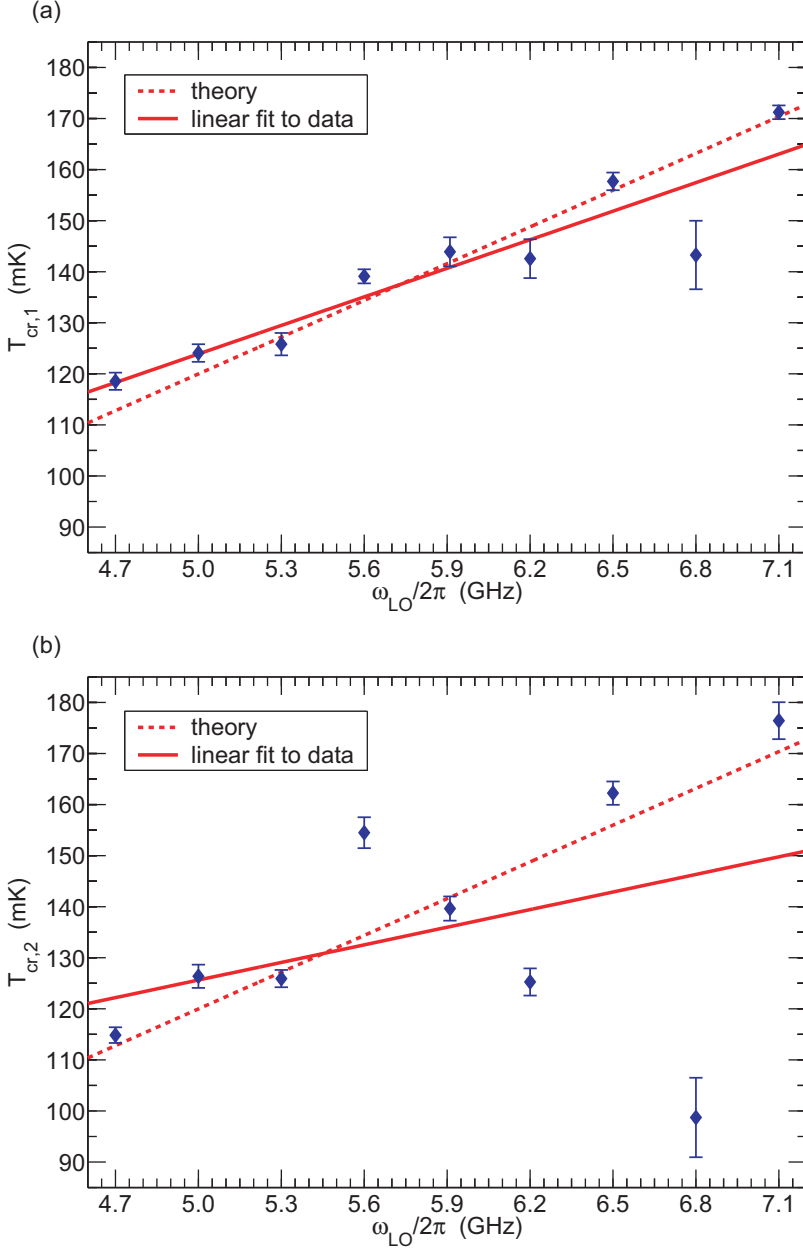 (a)
180
170
160
150
140
130
120
110
100
90
T_cr,1 (mK)
theory
linear fit to data
4.7 5.0 5.3 5.6 5.9 6.2 6.5 6.8 7.1
ω_LO/2π (GHz)
(b)
180
170
160
150
140
130
120
110
100
90
T_cr,2 (mK)
theory
linear fit to data
4.7 5.0 5.3 5.6 5.9 6.2 6.5 6.8 7.1
ω_LO/2π (GHz)